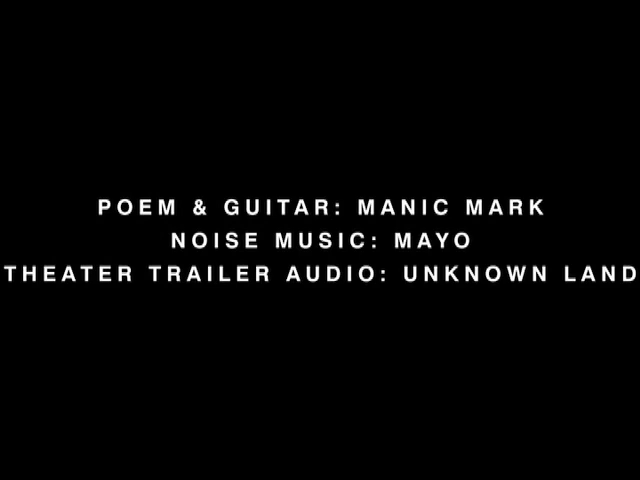 POEM & GUITAR: MANIC MARK
NOISE MUSIC: MAYO
THEATER TRAILER AUDIO: UNKNOWN LAND